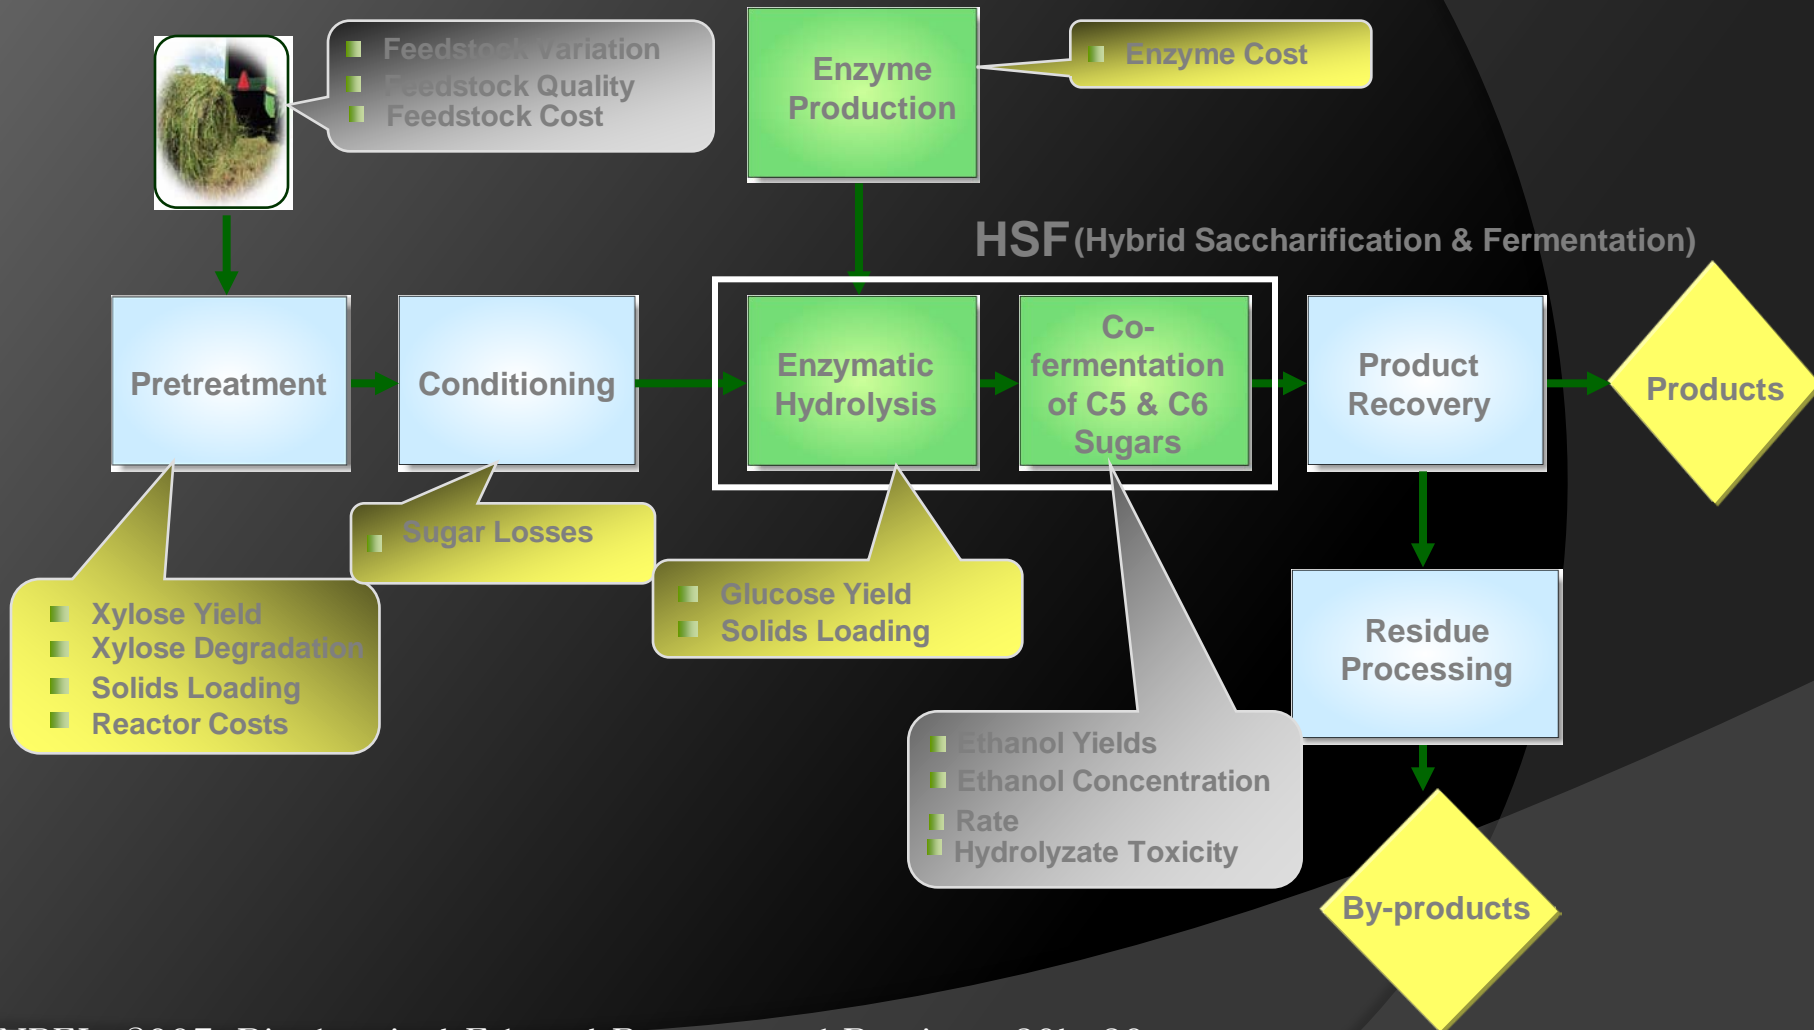 Feedstock Variation
Feedstock Quality
Feedstock Cost
Enzyme
Production
Enzyme Cost
HSF (Hybrid Saccharification & Fermentation)
Pretreatment
Conditioning
Enzymatic
Hydrolysis
Co-
fermentation
of C5 & C6
Sugars
Product
Recovery
Products
Sugar Losses
Glucose Yield
Solids Loading
Xylose Yield
Xylose Degradation
Solids Loading
Reactor Costs
Residue
Processing
Ethanol Yields
Ethanol Concentration
Rate
Hydrolyzate Toxicity
By-products